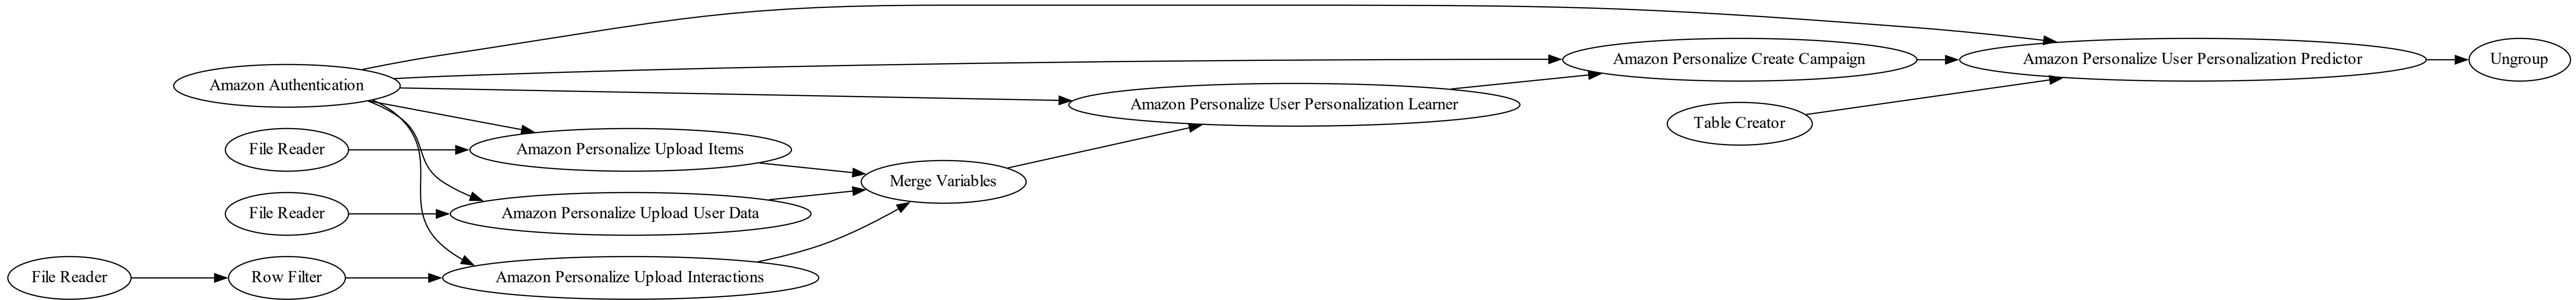 Amazon Authentication
File Reader
File Reader
File Reader
Row Filter
Amazon Personalize Upload Items
Amazon Personalize Upload User Data
Amazon Personalize Upload Interactions
Merge Variables
Amazon Personalize User Personalization Learner
Amazon Personalize Create Campaign
Table Creator
Amazon Personalize User Personalization Predictor
Ungroup